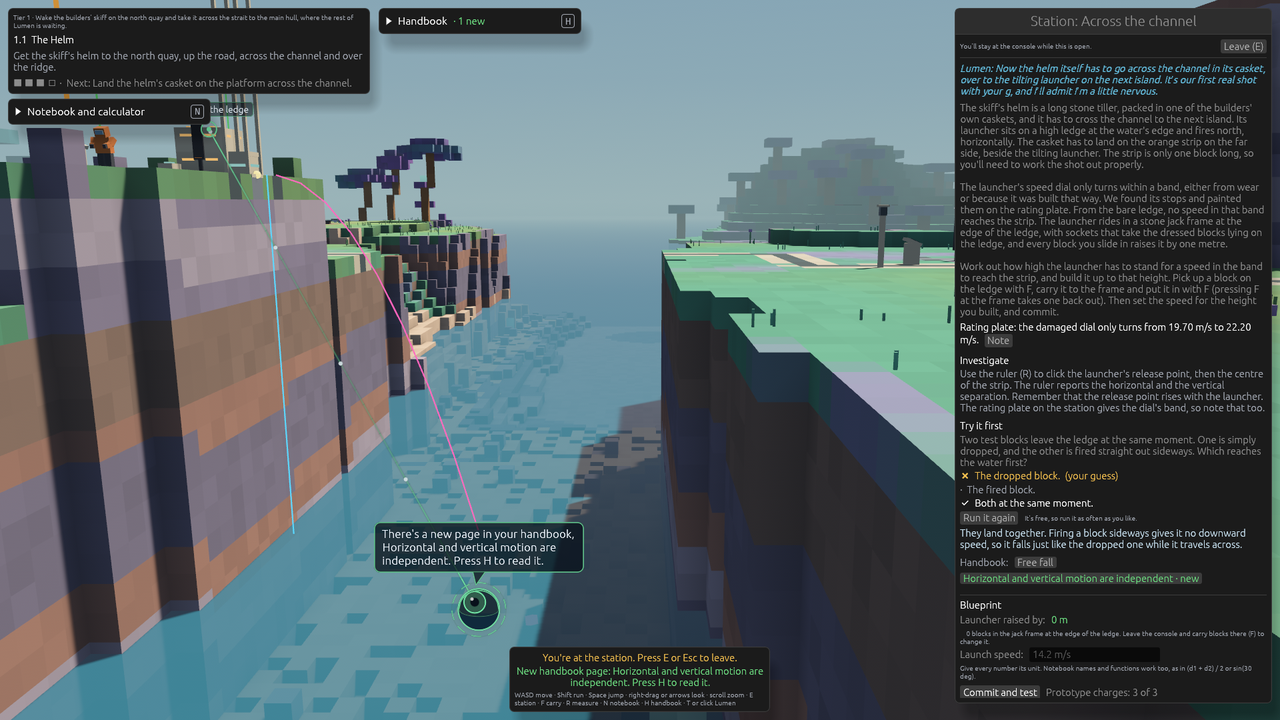 Tier 1 · Wake the builders' skiff on the north quay and take it across the strait to the main hull, where the rest of
Lumen is waiting.
1.1 The Helm
Get the skiff's helm to the north quay, up the road, across the channel and over
the ridge.
· Next: Land the helm's casket on the platform across the channel.
Handbook · 1 new
H
Notebook and calculator
N
the ledge
There's a new page in your handbook,
Horizontal and vertical motion are
independent. Press H to read it.
You're at the station. Press E or Esc to leave.
New handbook page: Horizontal and vertical motion are
independent. Press H to read it.
WASD move · Shift run · Space jump · right-drag or arrows look · scroll zoom · E
station · F carry · R measure · N notebook · H handbook · T or click Lumen
Station: Across the channel
You'll stay at the console while this is open.
Leave (E)
Lumen: Now the helm itself has to go across the channel in its casket,
over to the tilting launcher on the next island. It's our first real shot
with your g, and I'll admit I'm a little nervous.
The skiff's helm is a long stone tiller, packed in one of the builders'
own caskets, and it has to cross the channel to the next island. Its
launcher sits on a high ledge at the water's edge and fires north,
horizontally. The casket has to land on the orange strip on the far
side, beside the tilting launcher. The strip is only one block long, so
you'll need to work the shot out properly.
The launcher's speed dial only turns within a band, either from wear
or because it was built that way. We found its stops and painted
them on the rating plate. From the bare ledge, no speed in that band
reaches the strip. The launcher rides in a stone jack frame at the
edge of the ledge, with sockets that take the dressed blocks lying on
the ledge, and every block you slide in raises it by one metre.
Work out how high the launcher has to stand for a speed in the band
to reach the strip, and build it up to that height. Pick up a block on
the ledge with F, carry it to the frame and put it in with F (pressing F
at the frame takes one back out). Then set the speed for the height
you built, and commit.
Rating plate: the damaged dial only turns from 19.70 m/s to 22.20
m/s. Note
Investigate
Use the ruler (R) to click the launcher's release point, then the centre
of the strip. The ruler reports the horizontal and the vertical
separation. Remember that the release point rises with the launcher.
The rating plate on the station gives the dial's band, so note that too.
Try it first
Two test blocks leave the ledge at the same moment. One is simply
dropped, and the other is fired straight out sideways. Which reaches
the water first?
× The dropped block. (your guess)
· The fired block.
✓ Both at the same moment.
Run it again It's free, so run it as often as you like.
They land together. Firing a block sideways gives it no downward
speed, so it falls just like the dropped one while it travels across.
Handbook: Free fall
Horizontal and vertical motion are independent · new
Blueprint
Launcher raised by: 0 m
0 blocks in the jack frame at the edge of the ledge. Leave the console and carry blocks there (F) to
change it.
Launch speed: 14.2 m/s
Give every number its unit. Notebook names and functions work too, as in (d1 + d2) / 2 or sin(30
deg).
Commit and test Prototype charges: 3 of 3